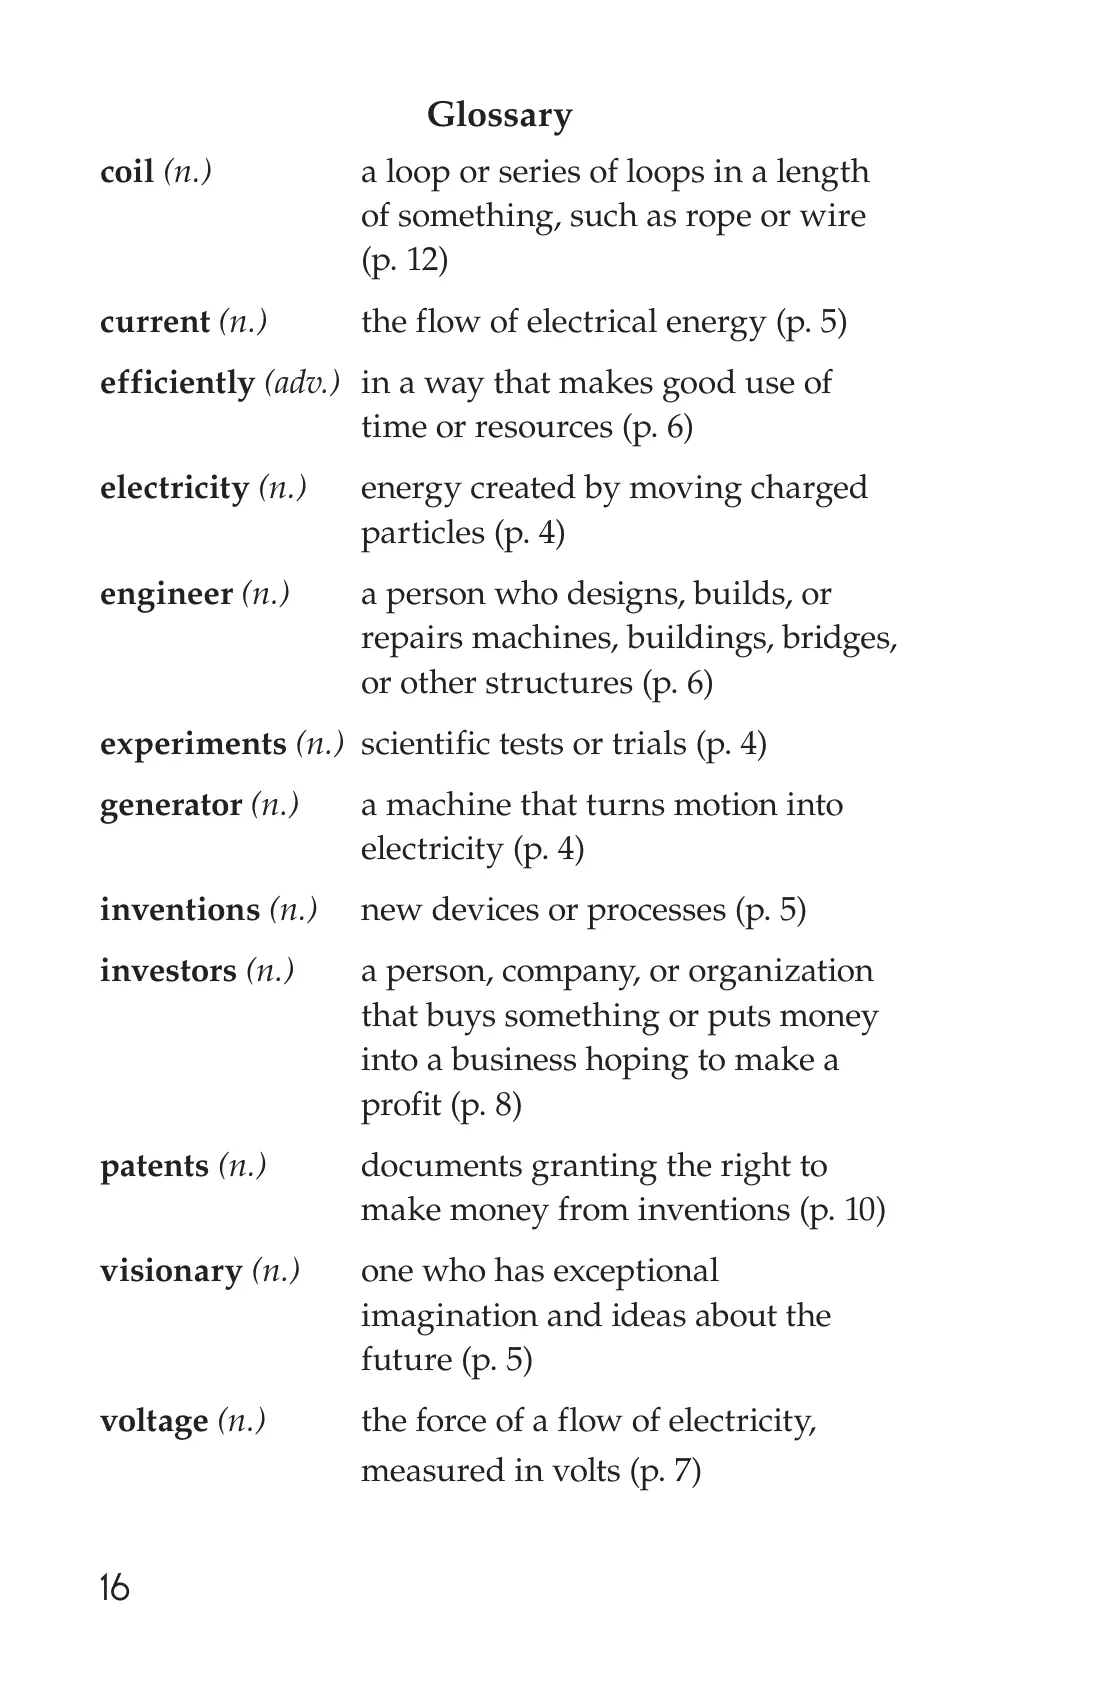 Glossary
coil (n.) a loop or series of loops in a length
of something, such as rope or wire
(p. 12)
current (n.) the flow of electrical energy (p. 5)
efficiently (adv.) in a way that makes good use of
time or resources (p. 6)
electricity (n.) energy created by moving charged
particles (p. 4)
engineer (n.) a person who designs, builds, or
repairs machines, buildings, bridges,
or other structures (p. 6)
experiments (n.) scientific tests or trials (p. 4)
generator (n.) a machine that turns motion into
electricity (p. 4)
inventions (n.) new devices or processes (p. 5)
investors (n.) a person, company, or organization
that buys something or puts money
into a business hoping to make a
profit (p. 8)
patents (n.) documents granting the right to
make money from inventions (p. 10)
visionary (n.) one who has exceptional
imagination and ideas about the
future (p. 5)
voltage (n.) the force of a flow of electricity,
measured in volts (p. 7)
16